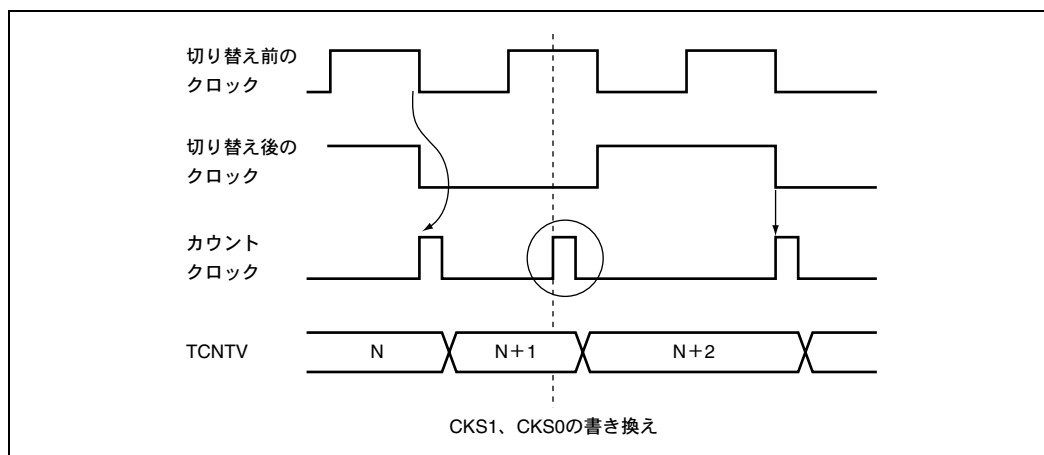 切り替え前の
クロック
切り替え後の
クロック
カウント
クロック
TCNTV
N
N+1
N+2
CKS1、CKS0の書き換え